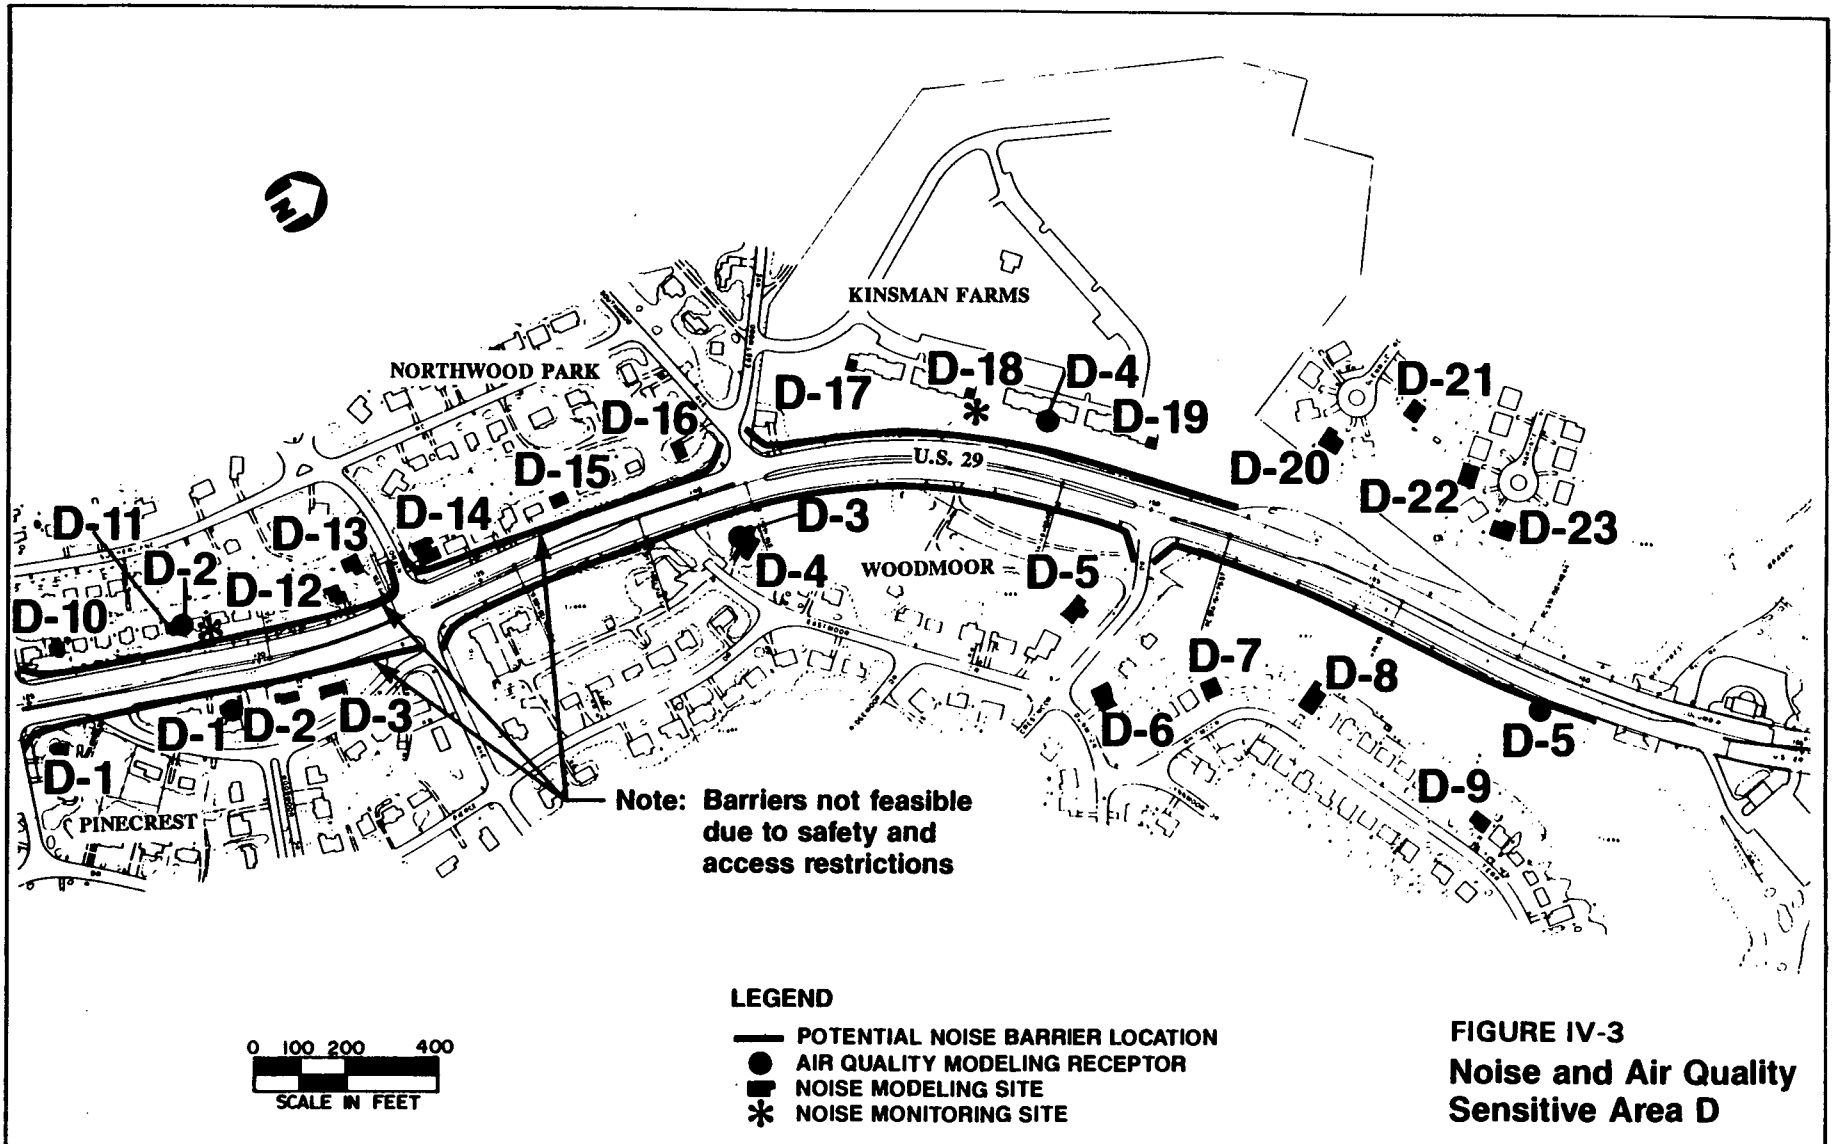 N
KINSMAN FARMS
NORTHWOOD PARK
D-17
D-18
D-4
D-19
D-21
D-16
D-15
U.S. 29
D-20
D-22
D-23
D-11
D-13
D-14
D-3
D-2
D-12
D-4
WOODMOOR
D-5
D-10
EASTMOOR
D-7
D-8
D-1
D-2
D-3
D-6
D-5
D-1
D-9
PINECREST
Note: Barriers not feasible
due to safety and
access restrictions
LEGEND
POTENTIAL NOISE BARRIER LOCATION
AIR QUALITY MODELING RECEPTOR
NOISE MODELING SITE
NOISE MONITORING SITE
0 100 200 400
SCALE IN FEET
FIGURE IV-3
Noise and Air Quality
Sensitive Area D